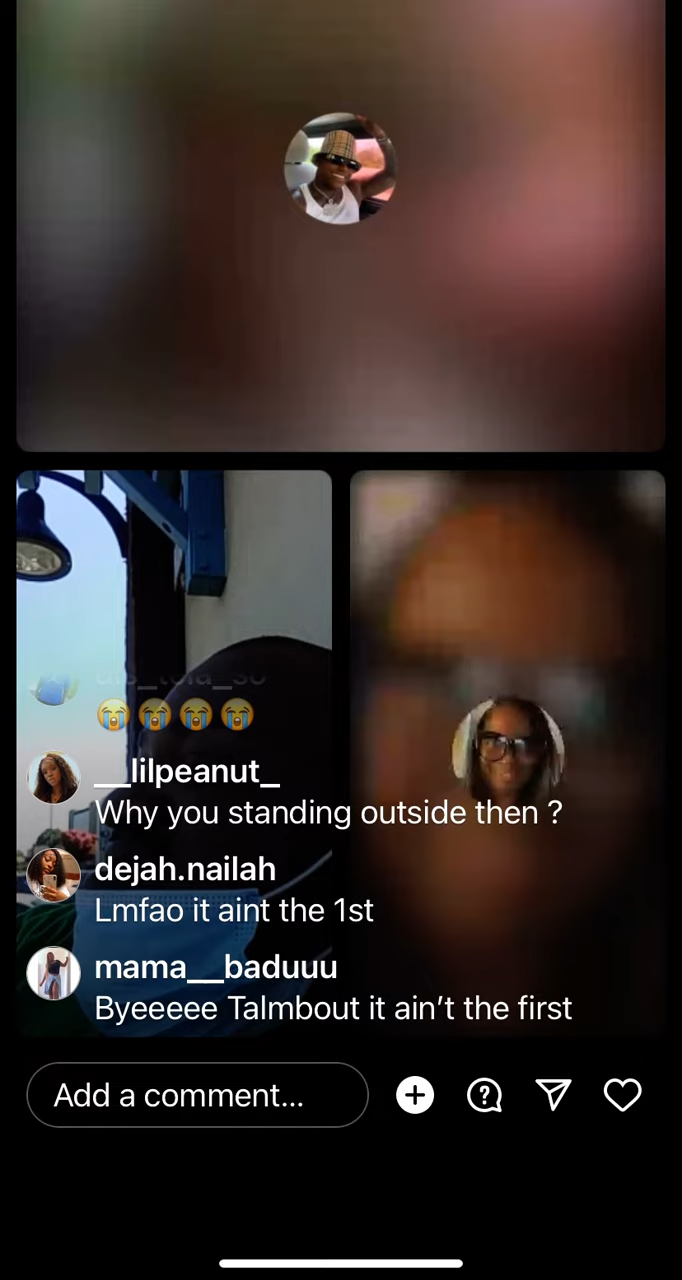 😭😭😭😭
__lilpeanut_
Why you standing outside then ?
dejah.nailah
Lmfao it aint the 1st
mama__baduuu
Byeeeee Talmbout it ain’t the first
Add a comment...